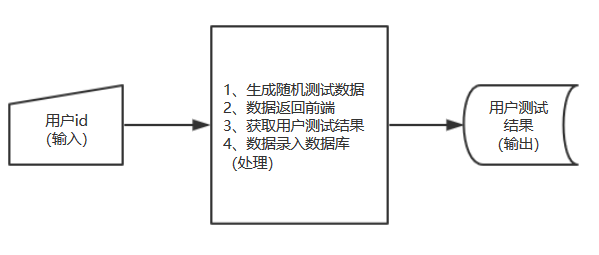 用户id
(输入)
1、生成随机测试数据
2、数据返回前端
3、获取用户测试结果
4、数据录入数据库
(处理)
用户测试
结果
(输出)